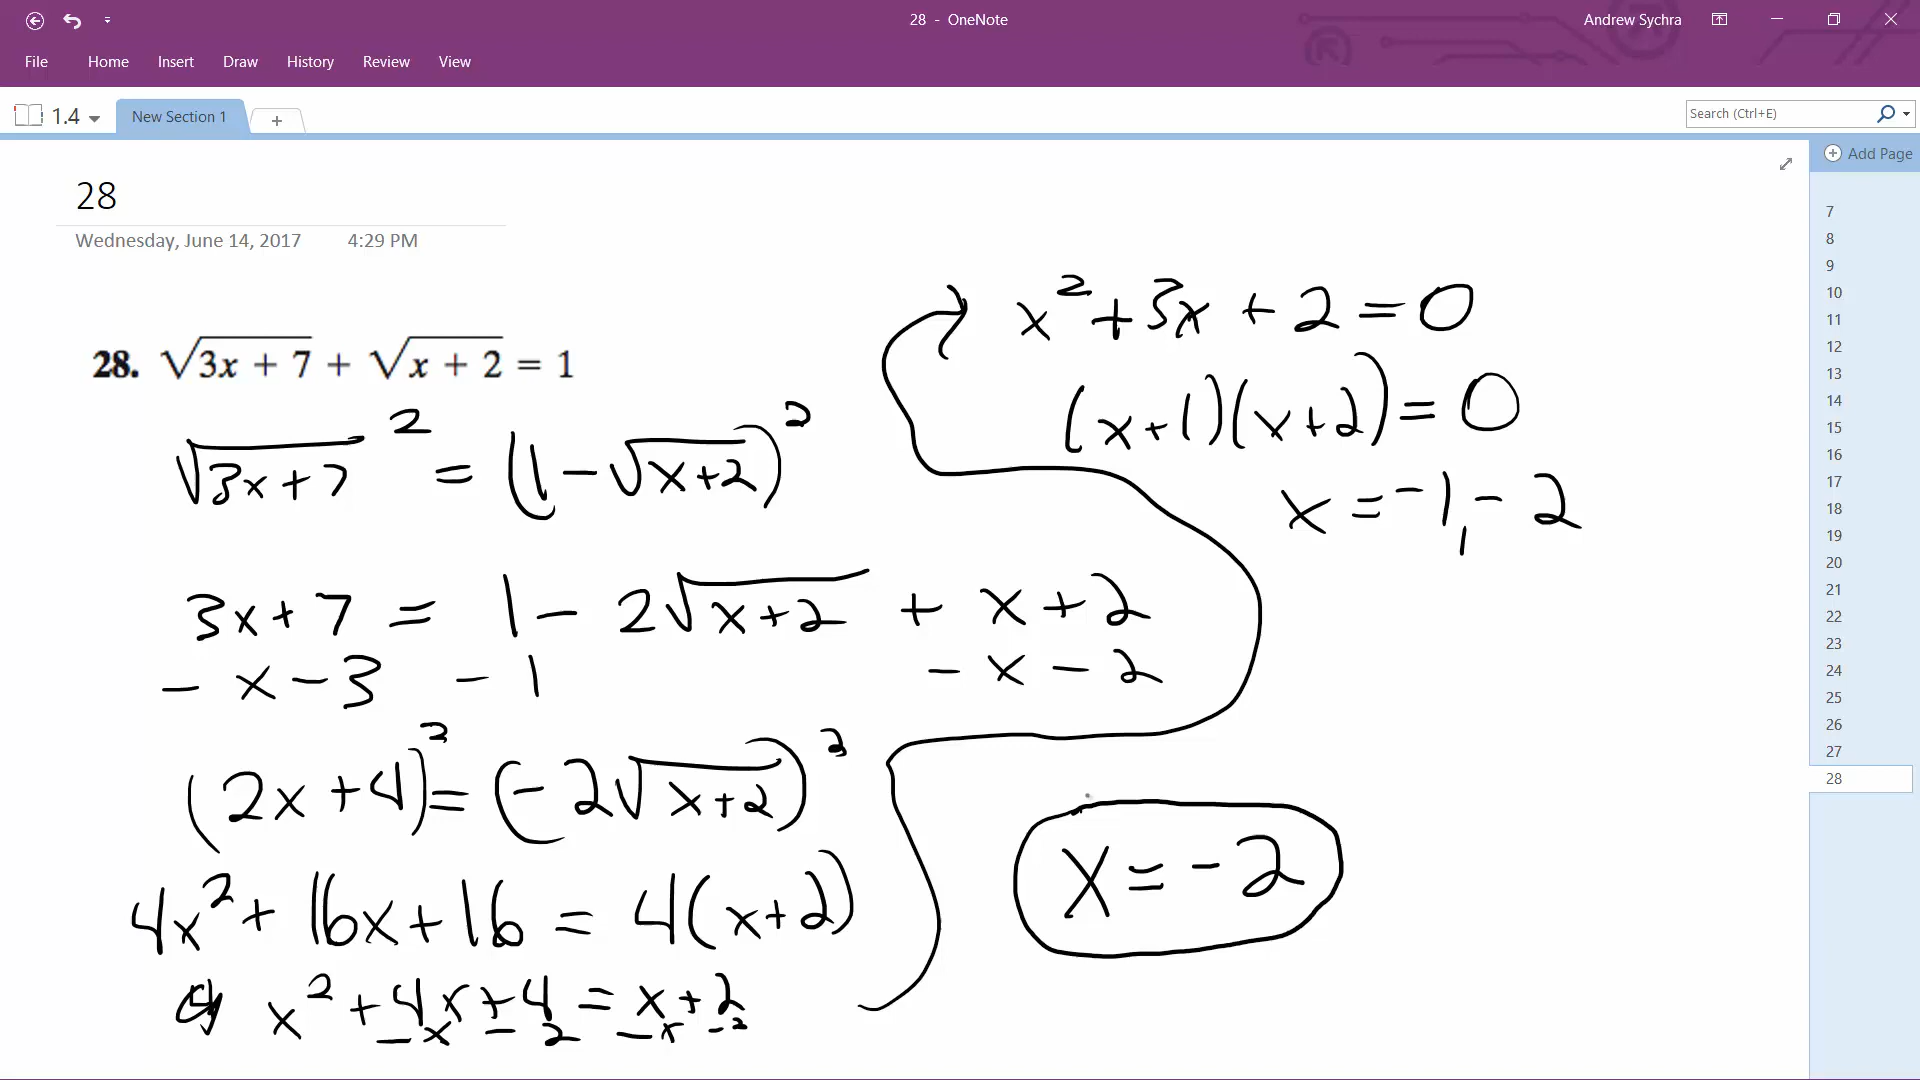 28 - OneNote
Andrew Sychra
File Home Insert Draw History Review View
1.4
New Section 1
+
Search (Ctrl+E)
Add Page
28
Wednesday, June 14, 2017 4:29 PM
28. √(3x + 7) + √(x + 2) = 1
√(3x+7)² = (1 - √(x+2))²
3x+7 = 1 - 2√(x+2) + x+2
- x - 3 - 1 - x - 2
(2x+4)² = (-2√(x+2))²
4x² + 16x + 16 = 4(x+2)
4
x² + 4x + 4 = x + 2
- x - 2 - x - 2
x² + 3x + 2 = 0
(x+1)(x+2) = 0
x = -1, -2
x = -2
7
8
9
10
11
12
13
14
15
16
17
18
19
20
21
22
23
24
25
26
27
28